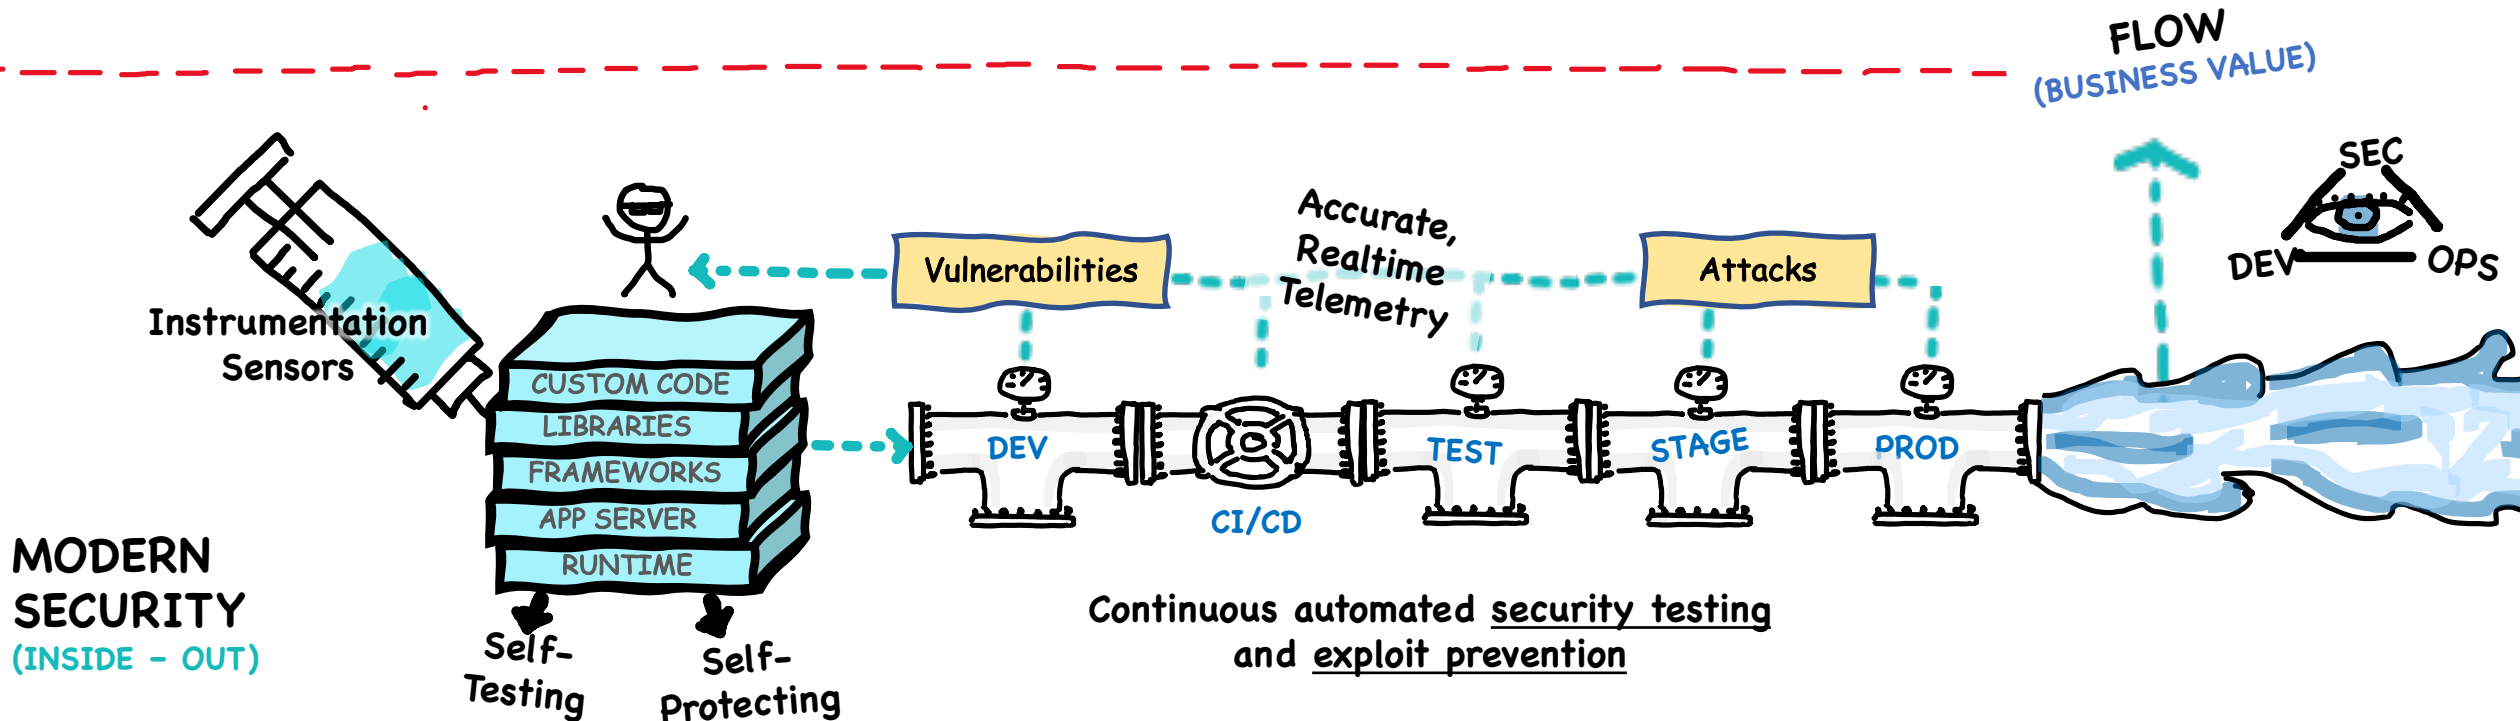 FLOW
(BUSINESS VALUE)
SEC
DEV
OPS
Accurate,
Realtime
Telemetry
Vulnerabilities
Attacks
Instrumentation
Sensors
CUSTOM CODE
LIBRARIES
FRAMEWORKS
APP SERVER
RUNTIME
DEV
CI/CD
TEST
STAGE
PROD
MODERN
SECURITY
(INSIDE - OUT)
Self-
Testing
Self-
Protecting
Continuous automated security testing
and exploit prevention